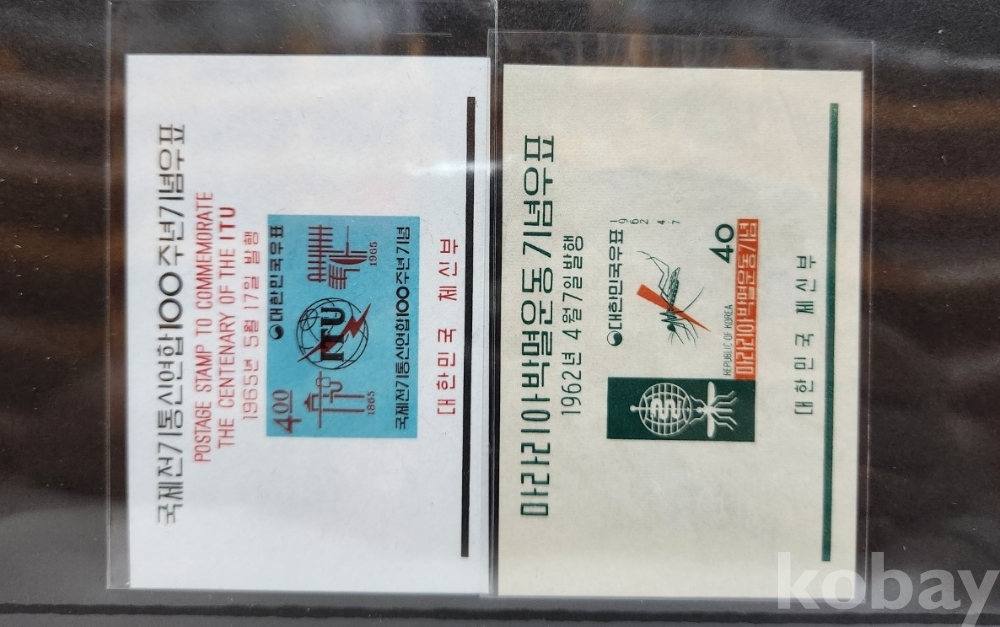 국제전기통신연합100주년기념우표
POSTAGE STAMP TO COMMEMORATE
THE CENTENARY OF THE ITU
1965년 5월 17일 발행
4.00
대한민국우표
1865
ITU
1965
국제전기통신연합100주년기념
대한민국 체신부
마라리아박멸운동기념우표
1962년 4월 7일발행
대한민국우표
1962 4 7
REPUBLIC OF KOREA
40
마라리아박멸운동기념
대한민국 체신부
kobay